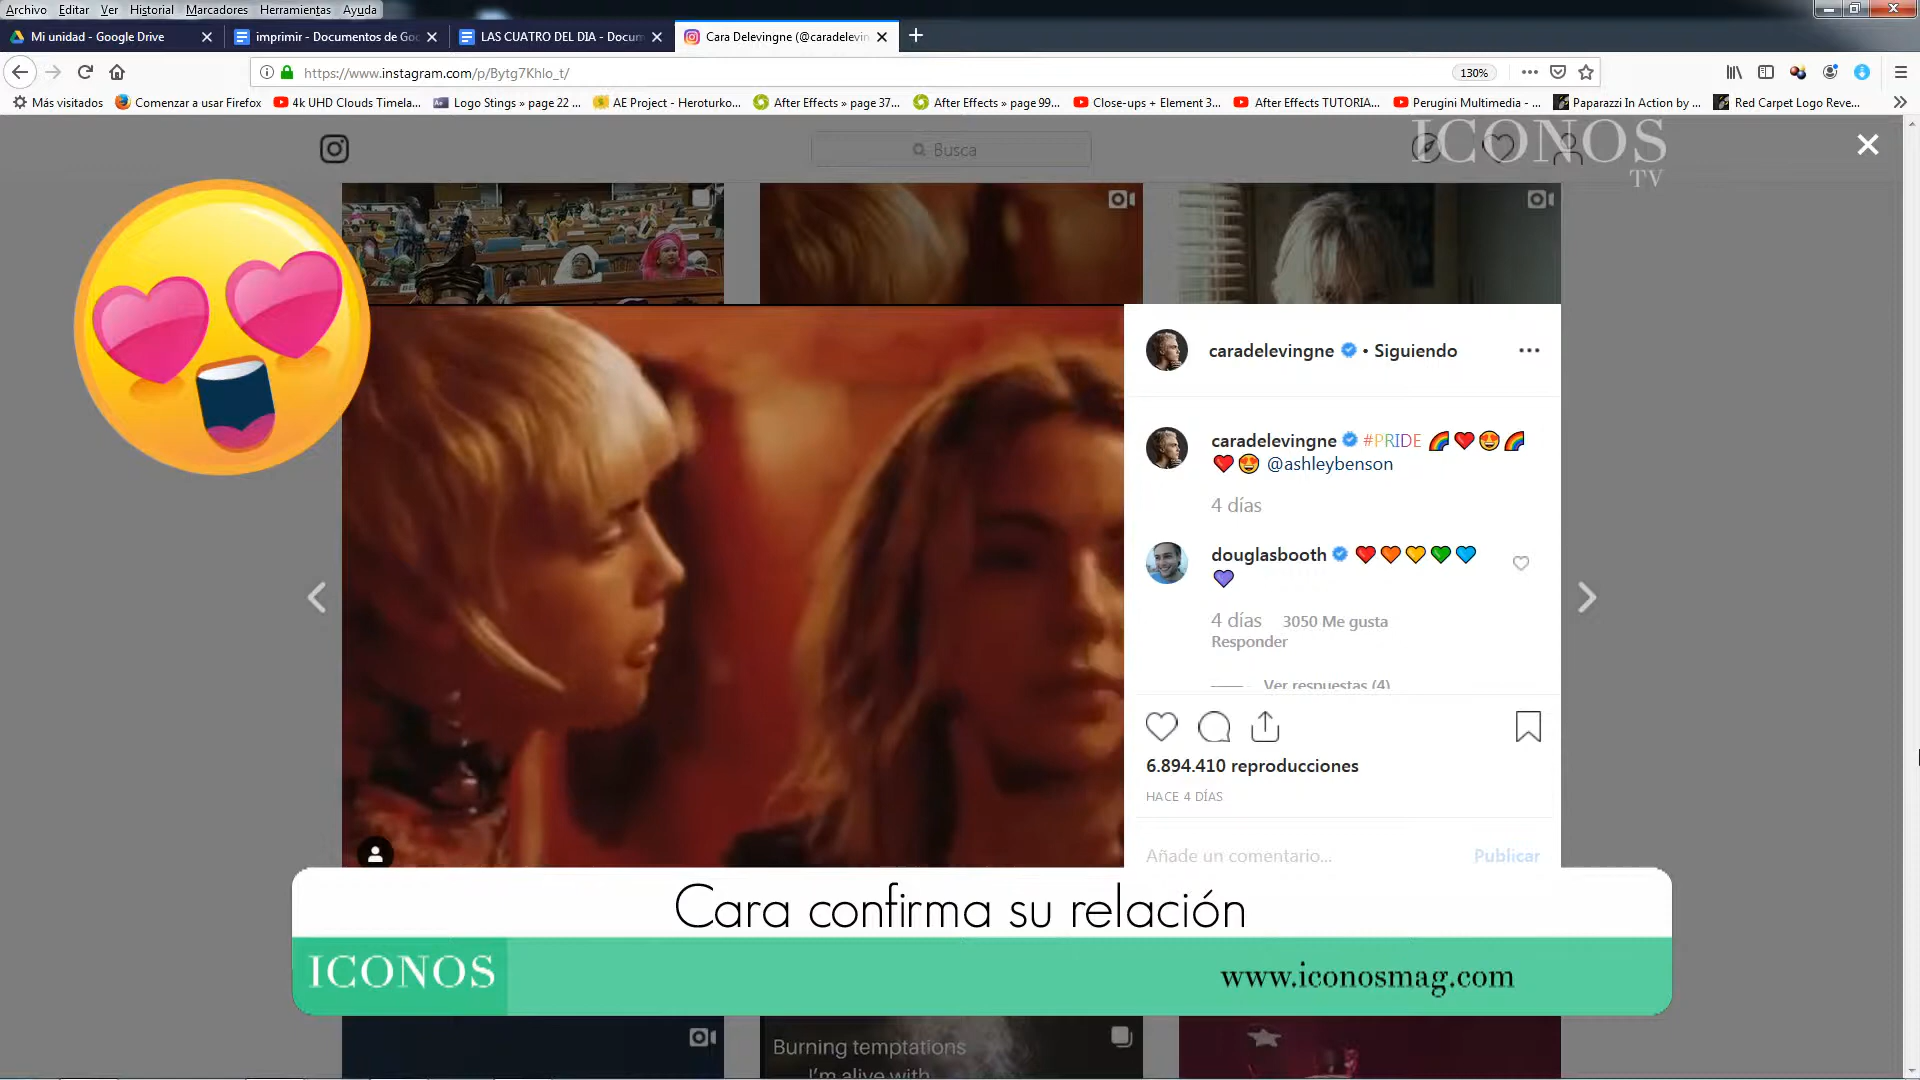 Archivo Editar Ver Historial Marcadores Herramientas Ayuda
Mi unidad - Google Drive
imprimir - Documentos de Goo
LAS CUATRO DEL DIA - Docum
Cara Delevingne (@caradelevin
https://www.instagram.com/p/Bytg7Khlo_t/
130%
Más visitados
Comenzar a usar Firefox
4k UHD Clouds Timela...
Logo Stings » page 22 ...
AE Project - Heroturko...
After Effects » page 37...
After Effects » page 99...
Close-ups + Element 3...
After Effects TUTORIA...
Perugini Multimedia - ...
Paparazzi In Action by ...
Red Carpet Logo Reve...
Busca
ICONOS
TV
caradelevingne • Siguiendo
caradelevingne #PRIDE 🌈❤️😍🌈
❤️😍 @ashleybenson
4 días
douglasbooth ❤️🧡💛💚💙
💜
4 días 3050 Me gusta
Responder
Ver respuestas (4)
6.894.410 reproducciones
HACE 4 DÍAS
Añade un comentario... Publicar
Cara confirma su relación
ICONOS
www.iconosmag.com
Burning temptations
I'm alive with